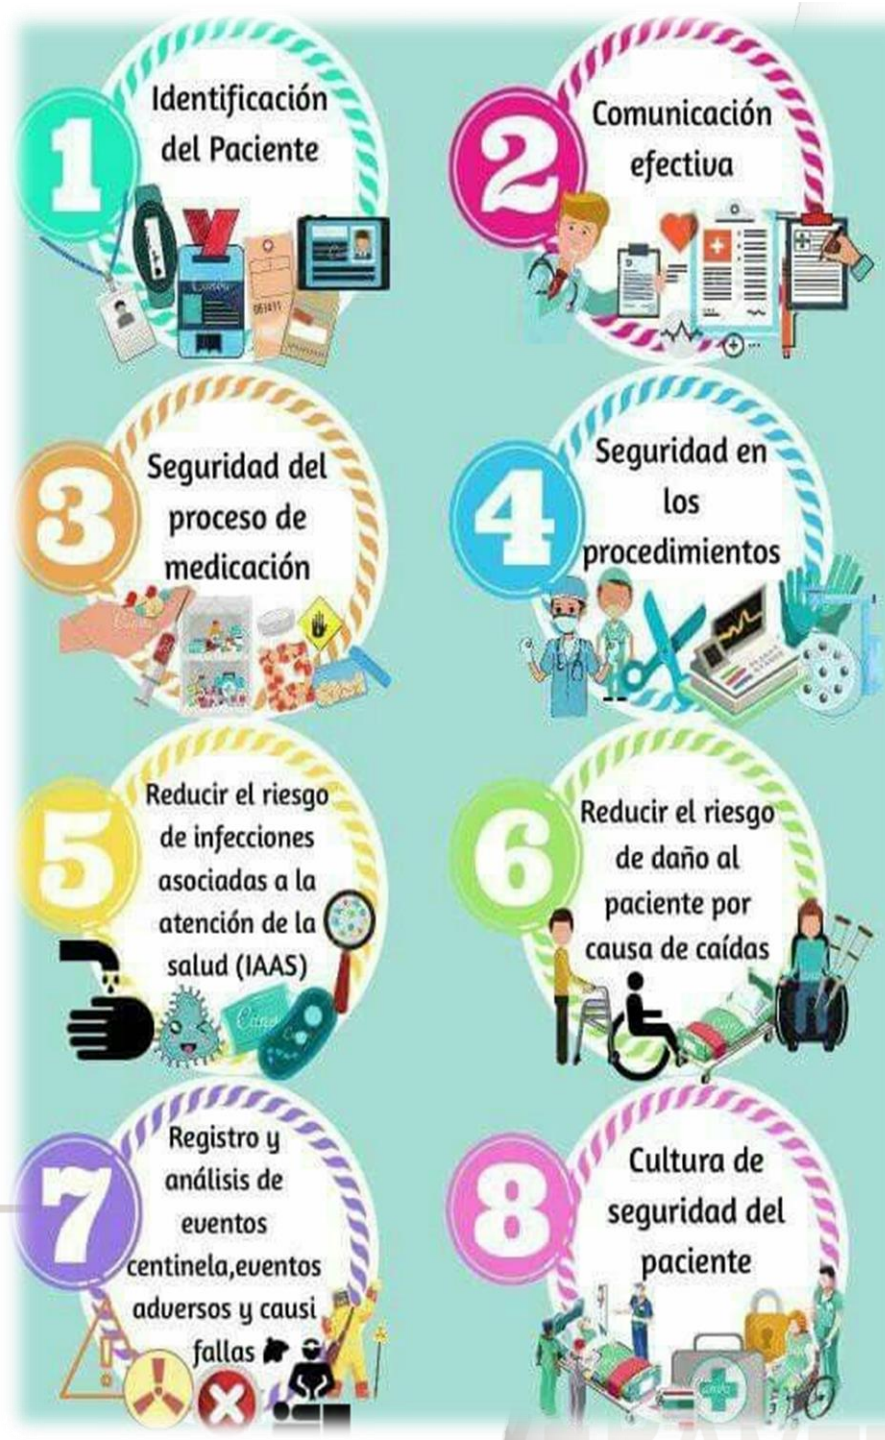 1
Identificación
del Paciente
2
Comunicación
efectiva
3
Seguridad del
proceso de
medicación
4
Seguridad en
los
procedimientos
5
Reducir el riesgo
de infecciones
asociadas a la
atención de la
salud (IAAS)
6
Reducir el riesgo
de daño al
paciente por
causa de caídas
7
Registro y
análisis de
eventos
centinela,eventos
adversos y causi
fallas
8
Cultura de
seguridad del
paciente